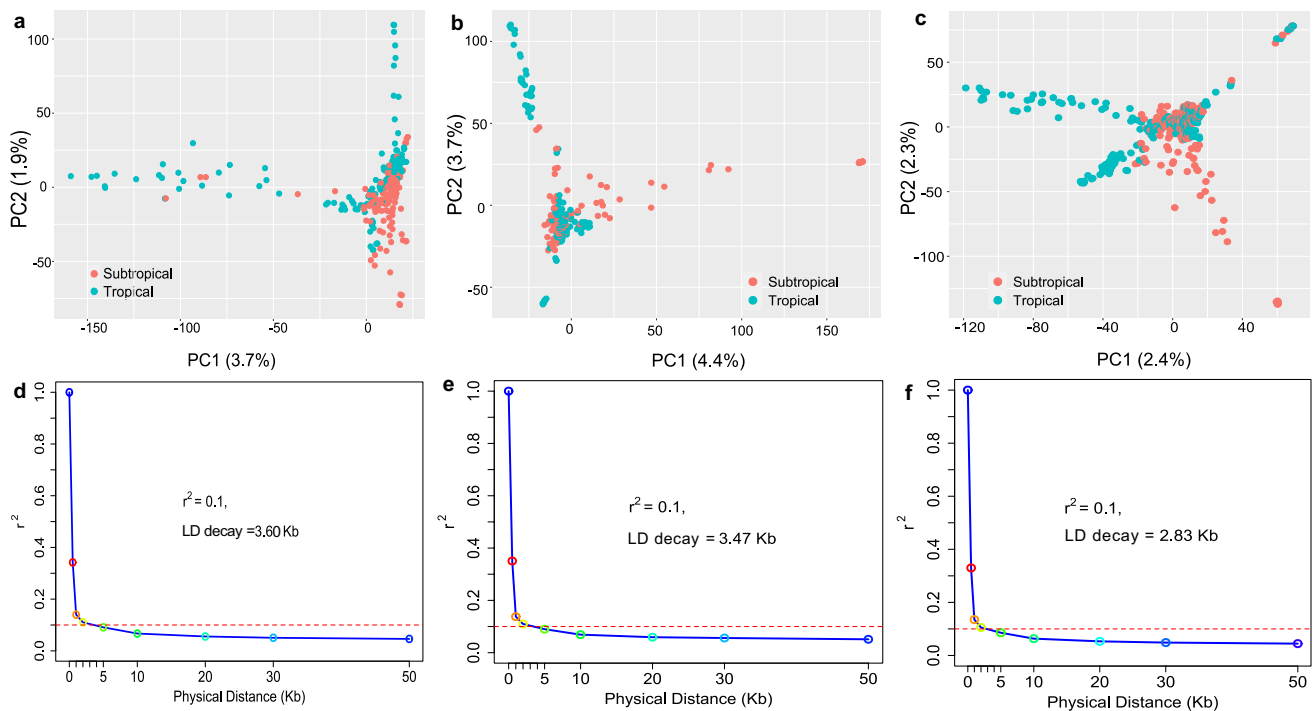 a
100
50
0
-50
PC2 (1.9%)
Subtropical
Tropical
-150
-100
-50
0
PC1 (3.7%)
b
100
50
0
-50
PC2 (3.7%)
Subtropical
Tropical
0
50
100
150
PC1 (4.4%)
c
50
0
-50
-100
PC2 (2.3%)
Subtropical
Tropical
-120
-80
-40
0
40
PC1 (2.4%)
d
1.0
0.8
0.6
0.4
0.2
0.0
r²
r² = 0.1,
LD decay =3.60 Kb
0 5 10 20 30 50
Physical Distance (Kb)
e
1.0
0.8
0.6
0.4
0.2
0.0
r²
r² = 0.1,
LD decay = 3.47 Kb
0 5 10 20 30 50
Physical Distance (Kb)
f
1.0
0.8
0.6
0.4
0.2
0.0
r²
r² = 0.1,
LD decay = 2.83 Kb
0 5 10 20 30 50
Physical Distance (Kb)